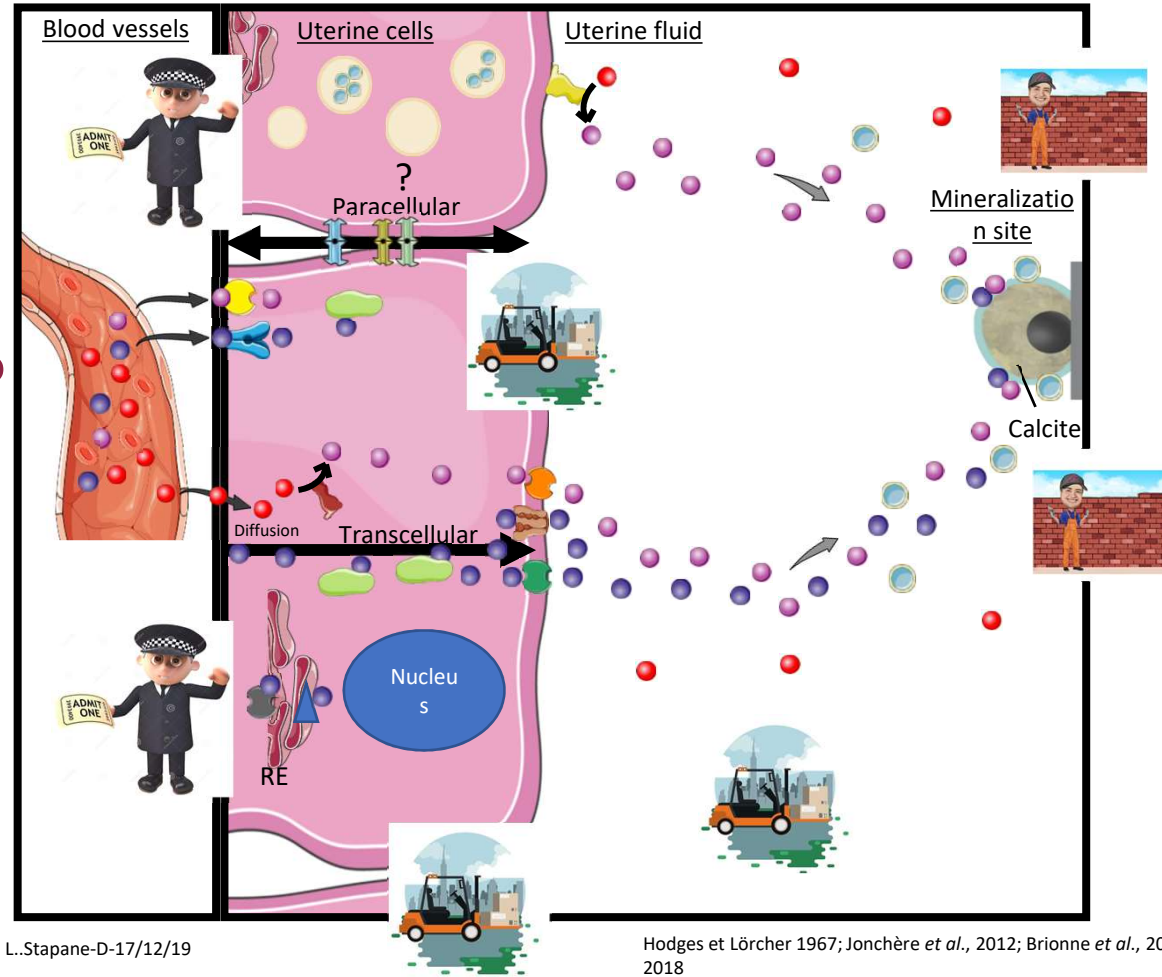 Blood vessels
Uterine cells
Uterine fluid
ADMIT
ONE
?
Paracellular
Mineralizatio
n site
Calcite
Diffusion
Transcellular
ADMIT
ONE
Nucleu
s
RE
L..Stapane-D-17/12/19
Hodges et Lörcher 1967; Jonchère et al., 2012; Brionne et al., 20
2018